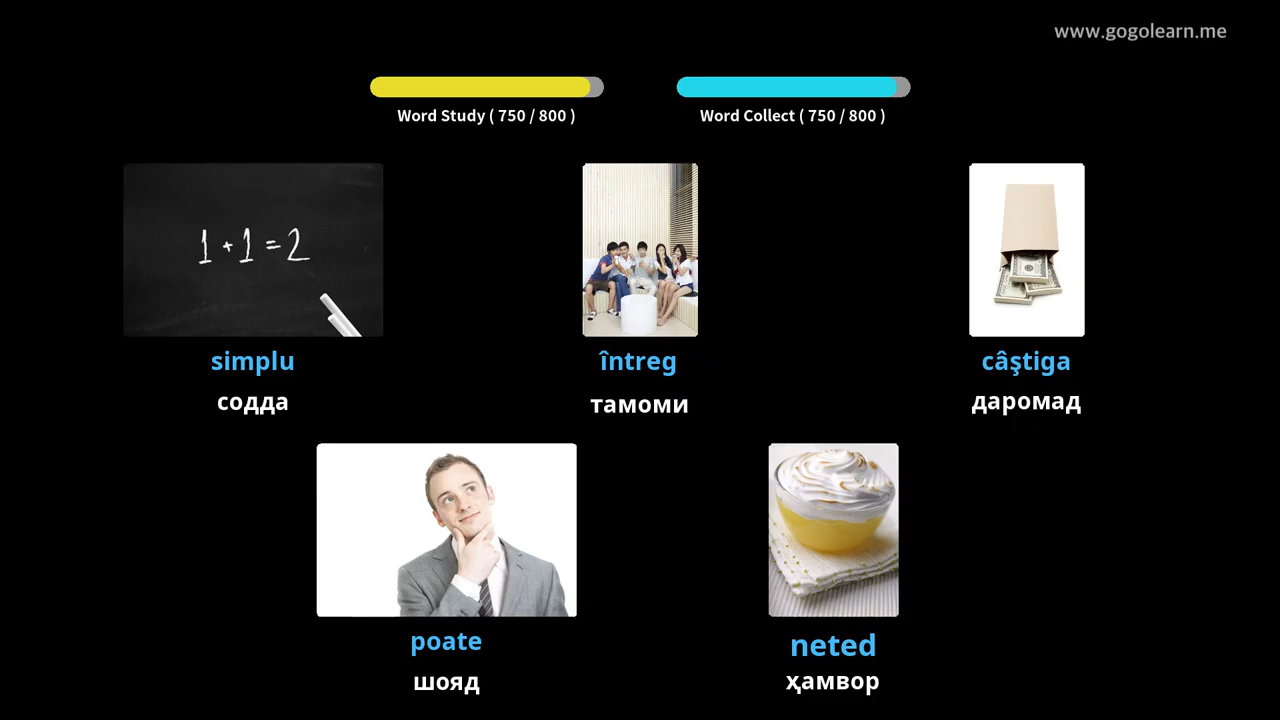 www.gogolearn.me
Word Study ( 750 / 800 )
Word Collect ( 750 / 800 )
1 + 1 = 2
simplu
întreg
câştiga
содда
тамоми
даромад
poate
neted
шояд
ҳамвор